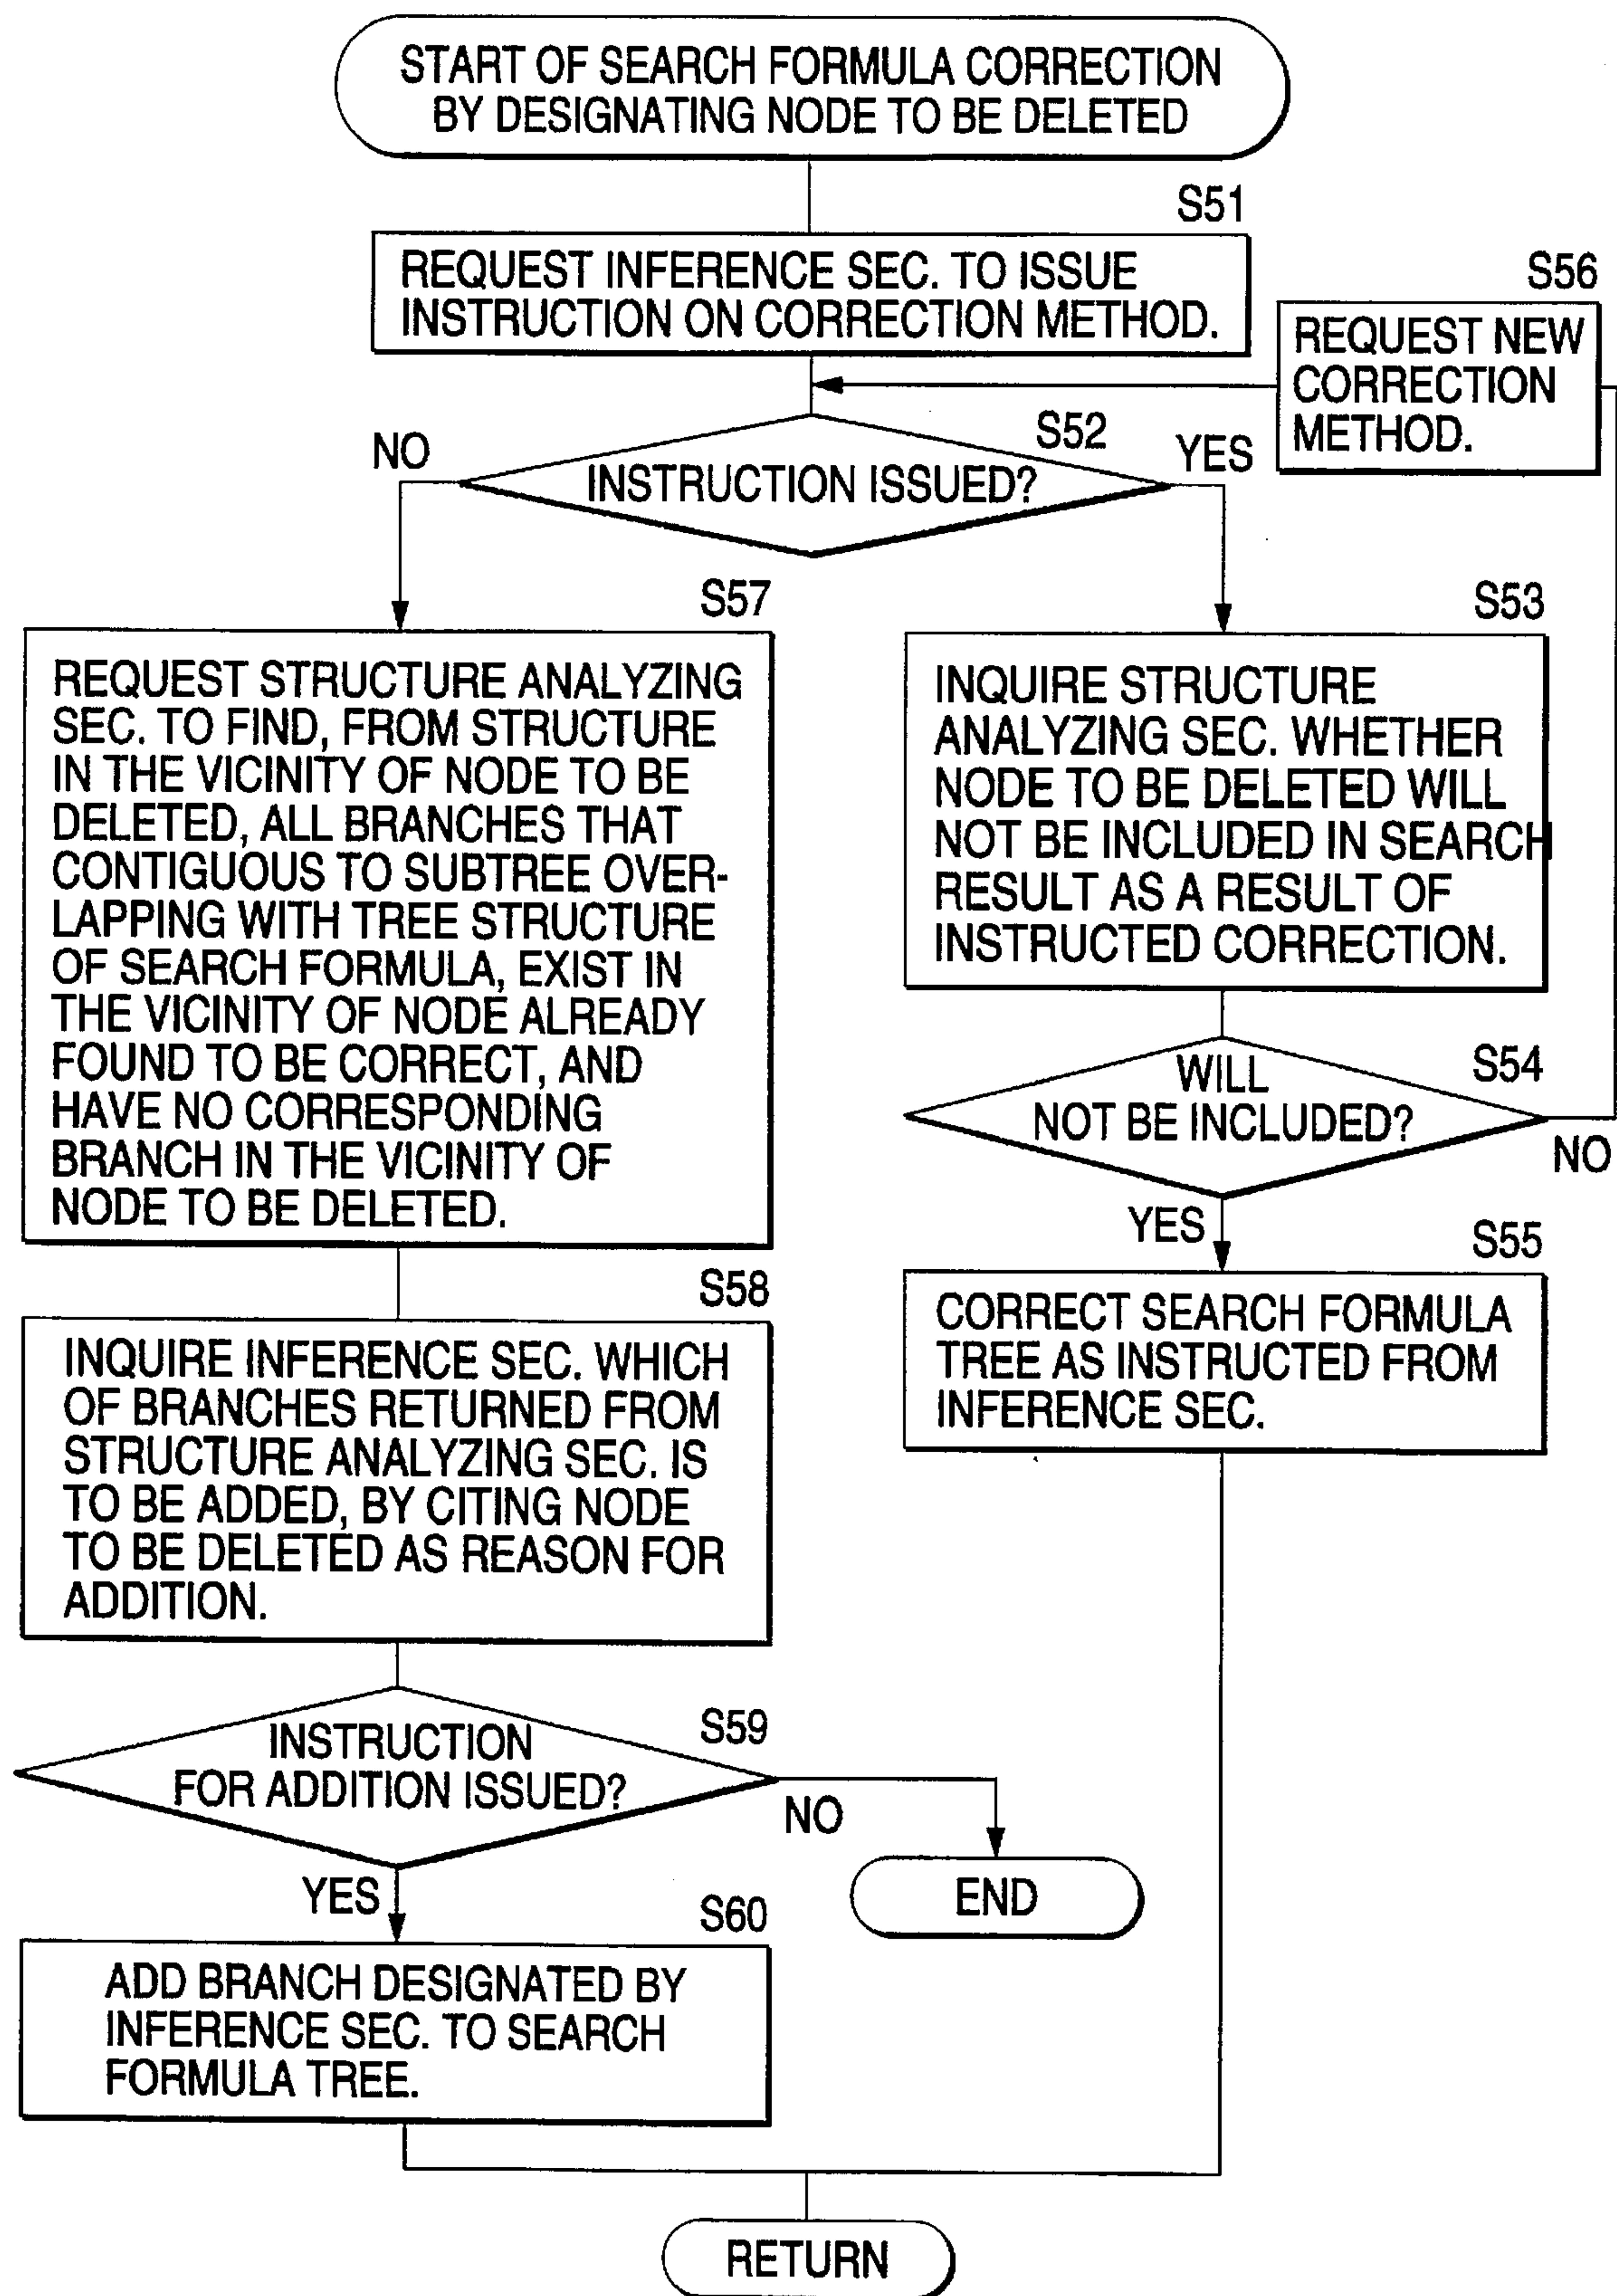 START OF SEARCH FORMULA CORRECTION
BY DESIGNATING NODE TO BE DELETED
S51
REQUEST INFERENCE SEC. TO ISSUE
INSTRUCTION ON CORRECTION METHOD.
S56
REQUEST NEW
CORRECTION
METHOD.
S52
NO
YES
INSTRUCTION ISSUED?
S57
REQUEST STRUCTURE ANALYZING
SEC. TO FIND, FROM STRUCTURE
IN THE VICINITY OF NODE TO BE
DELETED, ALL BRANCHES THAT
CONTIGUOUS TO SUBTREE OVER-
LAPPING WITH TREE STRUCTURE
OF SEARCH FORMULA, EXIST IN
THE VICINITY OF NODE ALREADY
FOUND TO BE CORRECT, AND
HAVE NO CORRESPONDING
BRANCH IN THE VICINITY OF
NODE TO BE DELETED.
S53
INQUIRE STRUCTURE
ANALYZING SEC. WHETHER
NODE TO BE DELETED WILL
NOT BE INCLUDED IN SEARCH
RESULT AS A RESULT OF
INSTRUCTED CORRECTION.
S54
WILL
NOT BE INCLUDED?
NO
YES
S55
CORRECT SEARCH FORMULA
TREE AS INSTRUCTED FROM
INFERENCE SEC.
S58
INQUIRE INFERENCE SEC. WHICH
OF BRANCHES RETURNED FROM
STRUCTURE ANALYZING SEC. IS
TO BE ADDED, BY CITING NODE
TO BE DELETED AS REASON FOR
ADDITION.
S59
INSTRUCTION
FOR ADDITION ISSUED?
NO
END
YES
S60
ADD BRANCH DESIGNATED BY
INFERENCE SEC. TO SEARCH
FORMULA TREE.
RETURN